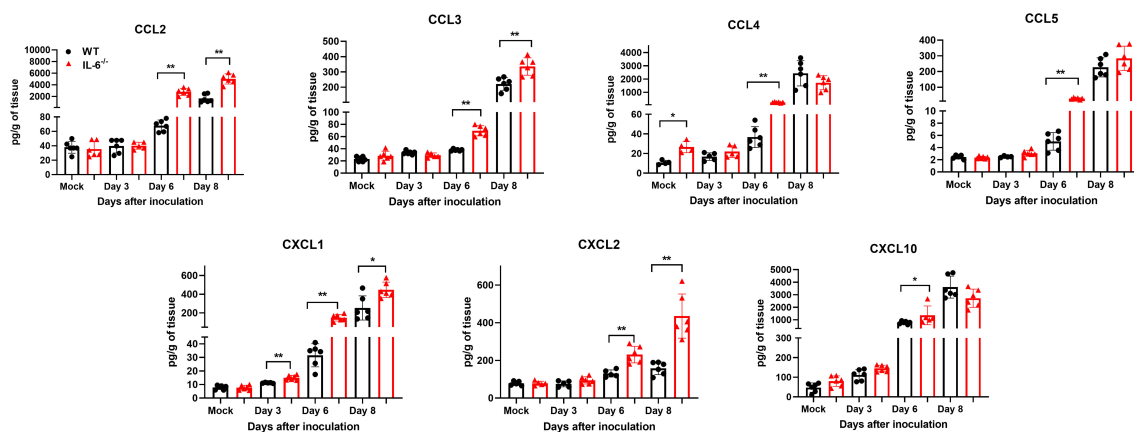 CCL2
WT
IL-6-/-
pg/g of tissue
10000
8000
6000
4000
2000
80
60
40
20
0
**
**
Mock Day 3 Day 6 Day 8
Days after inoculation
CCL3
pg/g of tissue
500
400
300
200
100
100
80
60
40
20
0
**
**
Mock Day 3 Day 6 Day 8
Days after inoculation
CCL4
pg/g of tissue
4000
3000
2000
1000
60
40
20
0
*
**
Mock Day 3 Day 6 Day 8
Days after inoculation
CCL5
pg/g of tissue
400
300
200
100
10
8
6
4
2
0
**
Mock Day 3 Day 6 Day 8
Days after inoculation
CXCL1
pg/g of tissue
600
400
200
40
30
20
10
0
**
**
*
Mock Day 3 Day 6 Day 8
Days after inoculation
CXCL2
pg/g of tissue
600
400
200
0
**
**
Mock Day 3 Day 6 Day 8
Days after inoculation
CXCL10
pg/g of tissue
5000
4000
3000
2000
1000
300
200
100
0
*
Mock Day 3 Day 6 Day 8
Days after inoculation